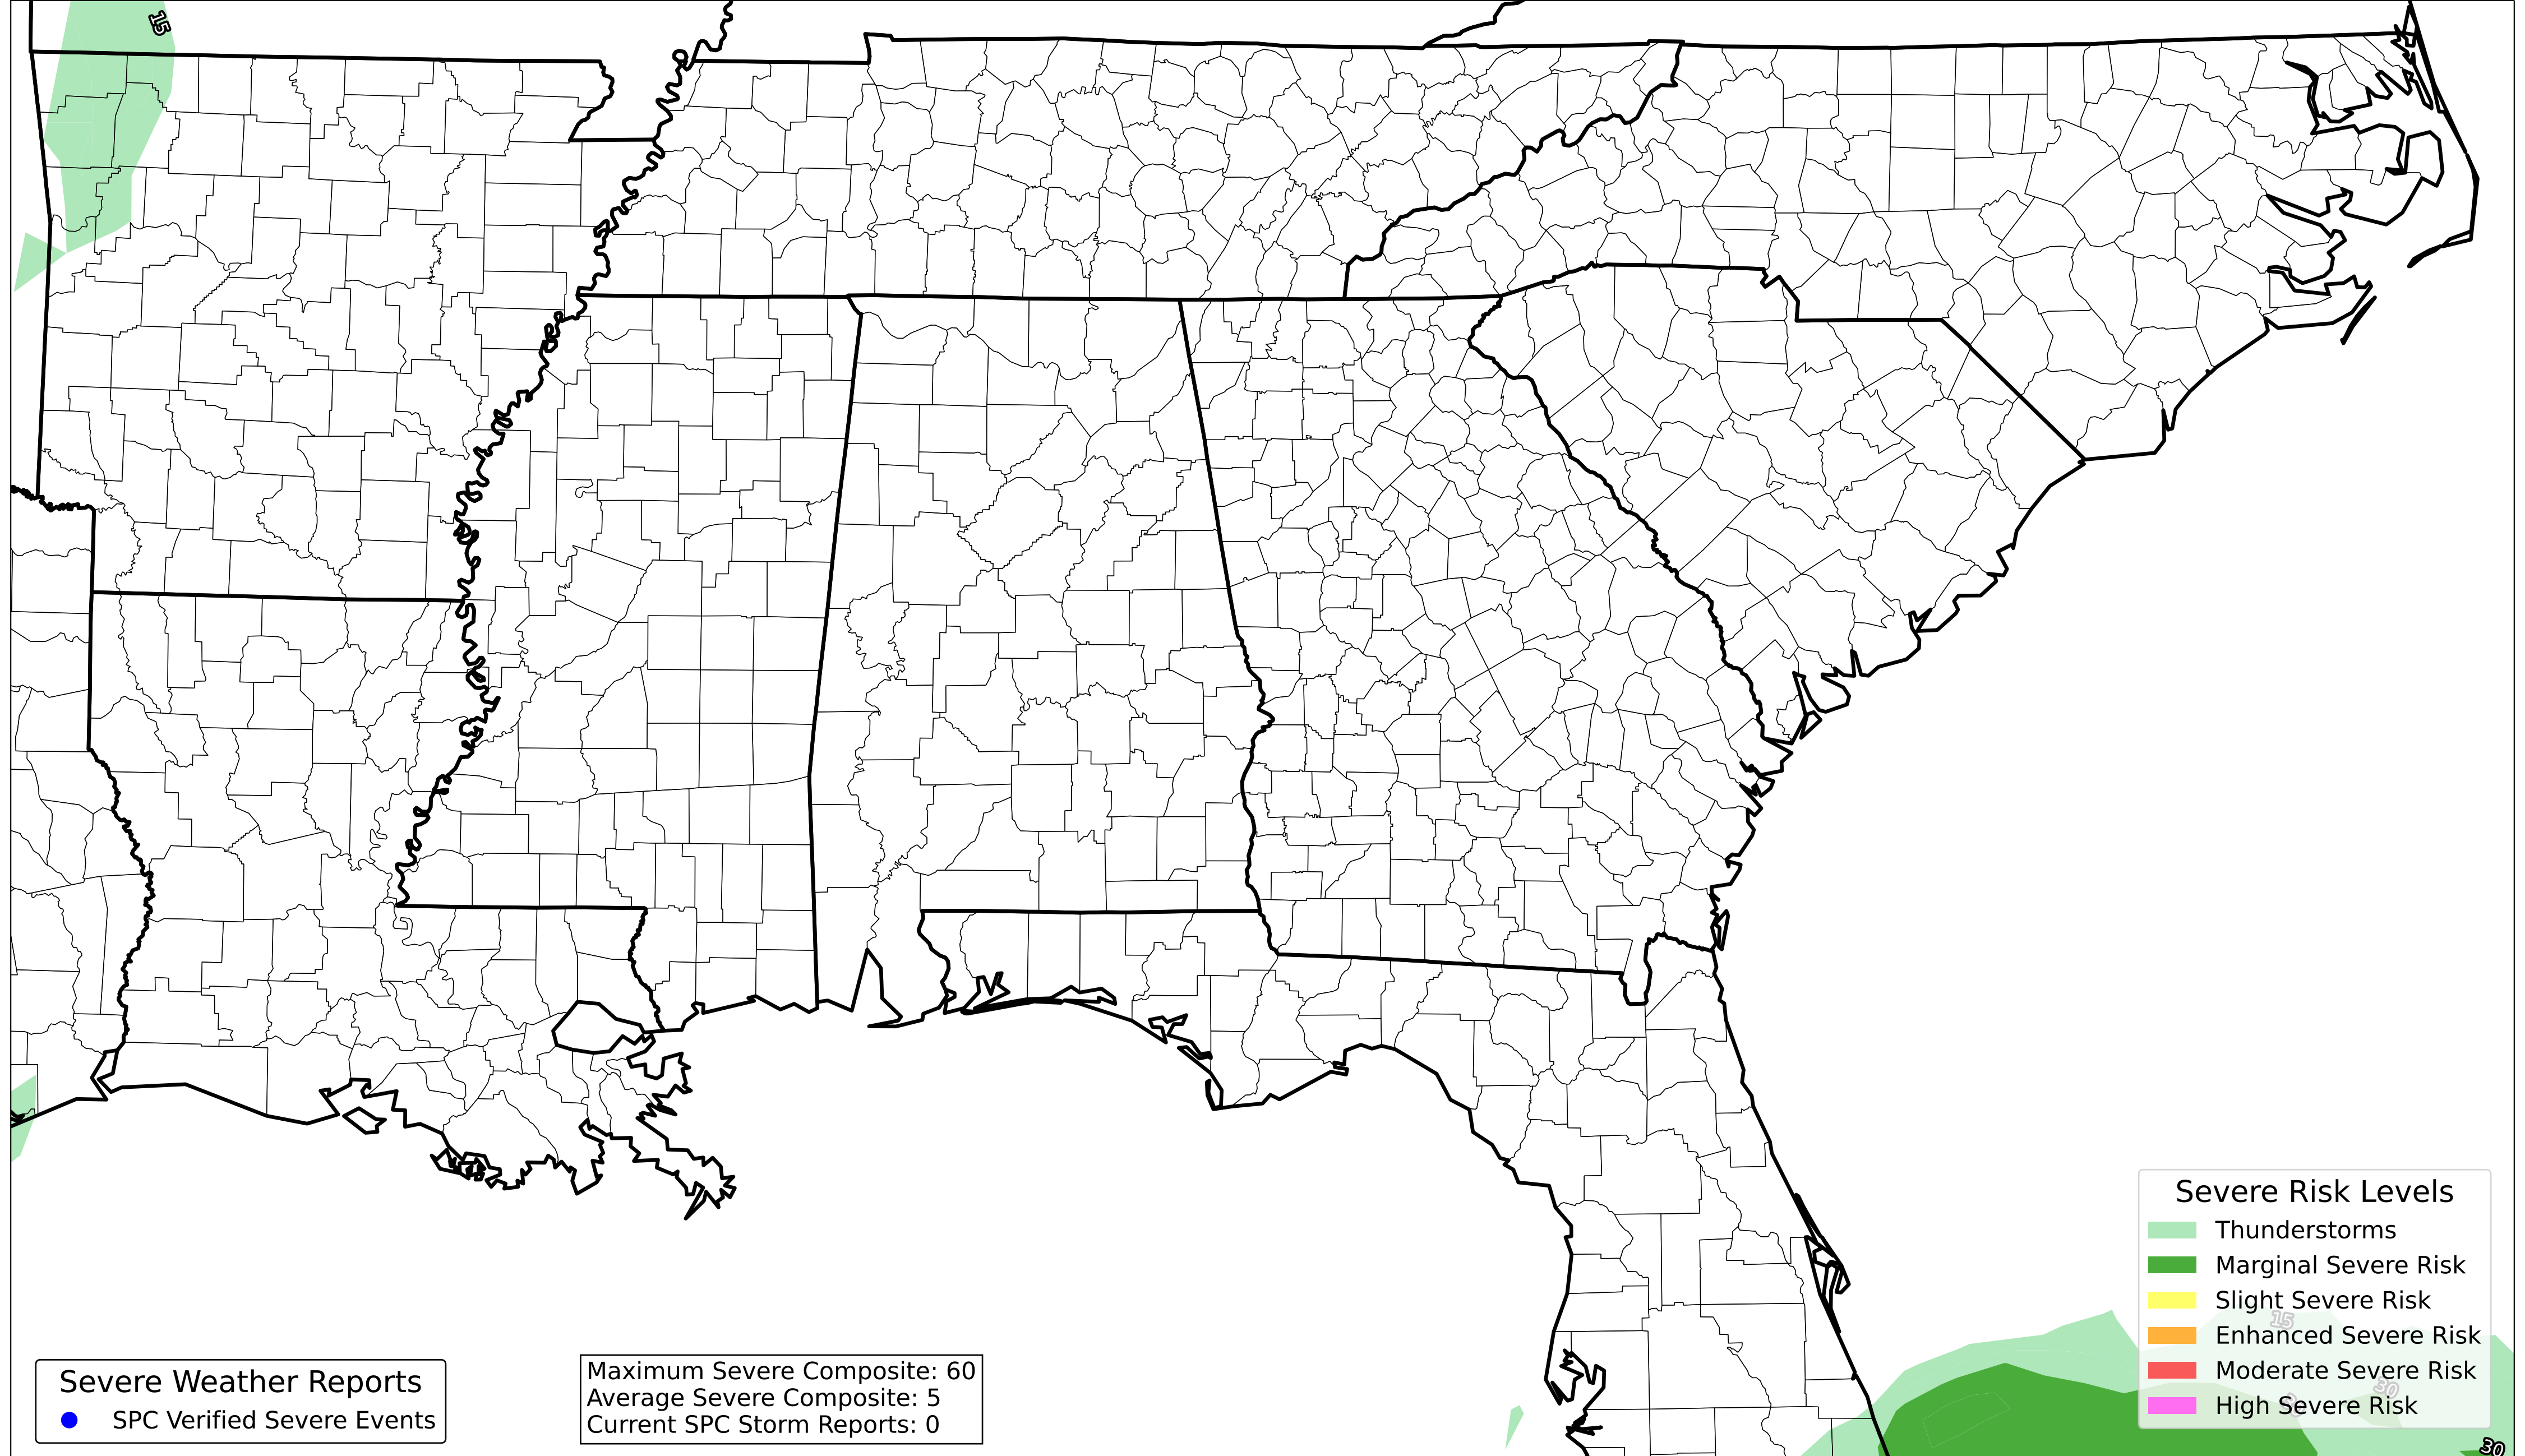 15
Severe Risk Levels
Thunderstorms
Marginal Severe Risk
Slight Severe Risk
15
Enhanced Severe Risk
Moderate Severe Risk
30
High Severe Risk
Severe Weather Reports
SPC Verified Severe Events
Maximum Severe Composite: 60
Average Severe Composite: 5
Current SPC Storm Reports: 0
30